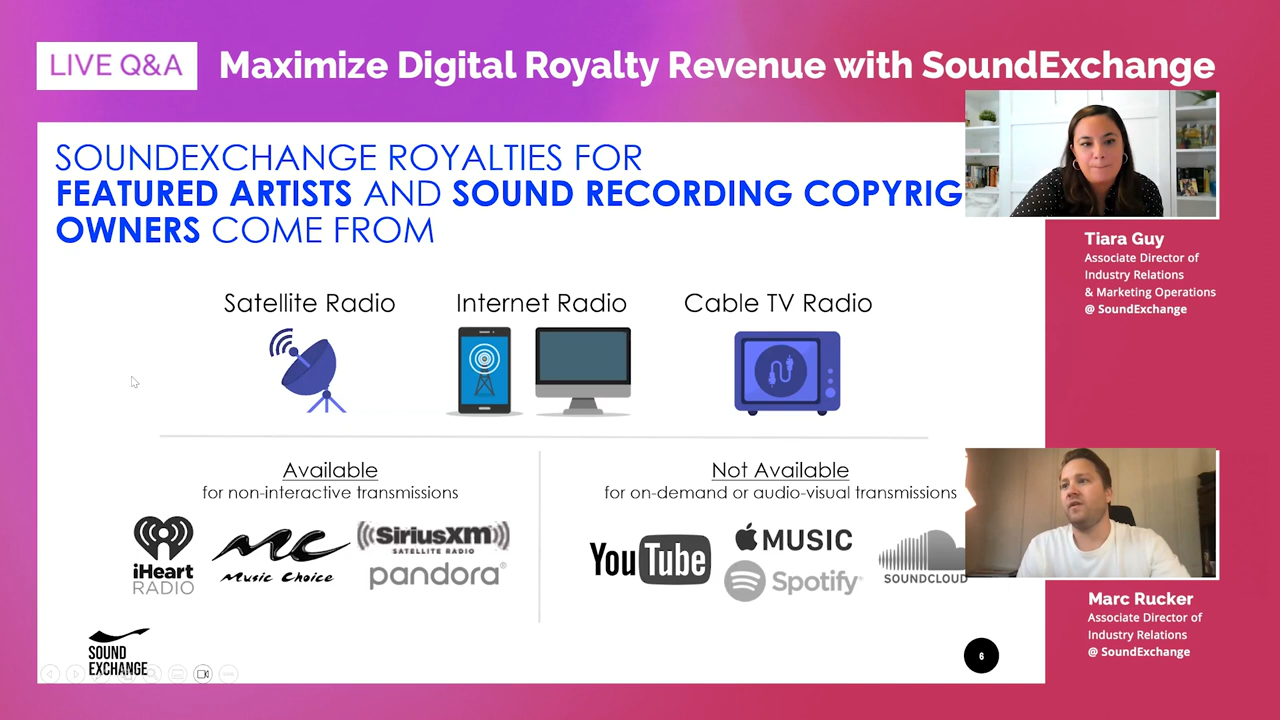 LIVE Q&A
Maximize Digital Royalty Revenue with SoundExchange
SOUNDEXCHANGE ROYALTIES FOR
FEATURED ARTISTS AND SOUND RECORDING COPYRIG
OWNERS COME FROM
Satellite Radio
Internet Radio
Cable TV Radio
Available
for non-interactive transmissions
iHeart
RADIO
MC
Music Choice
SiriusXM
SATELLITE RADIO
pandora®
Not Available
for on-demand or audio-visual transmissions
YouTube
MUSIC
Spotify®
SOUNDCLOUD
SOUND
EXCHANGE
6
Tiara Guy
Associate Director of
Industry Relations
& Marketing Operations
@ SoundExchange
Marc Rucker
Associate Director of
Industry Relations
@ SoundExchange